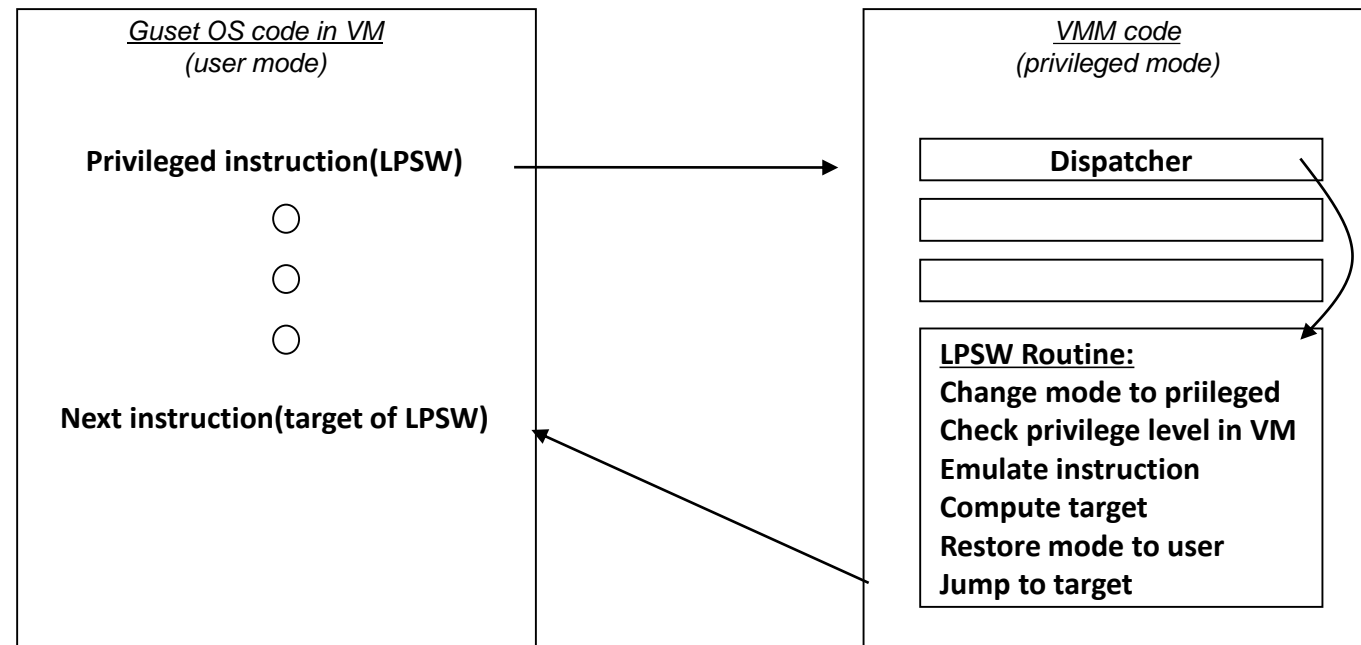 Guset OS code in VM
(user mode)
Privileged instruction(LPSW)
Next instruction(target of LPSW)
VMM code
(privileged mode)
Dispatcher
LPSW Routine:
Change mode to priileged
Check privilege level in VM
Emulate instruction
Compute target
Restore mode to user
Jump to target